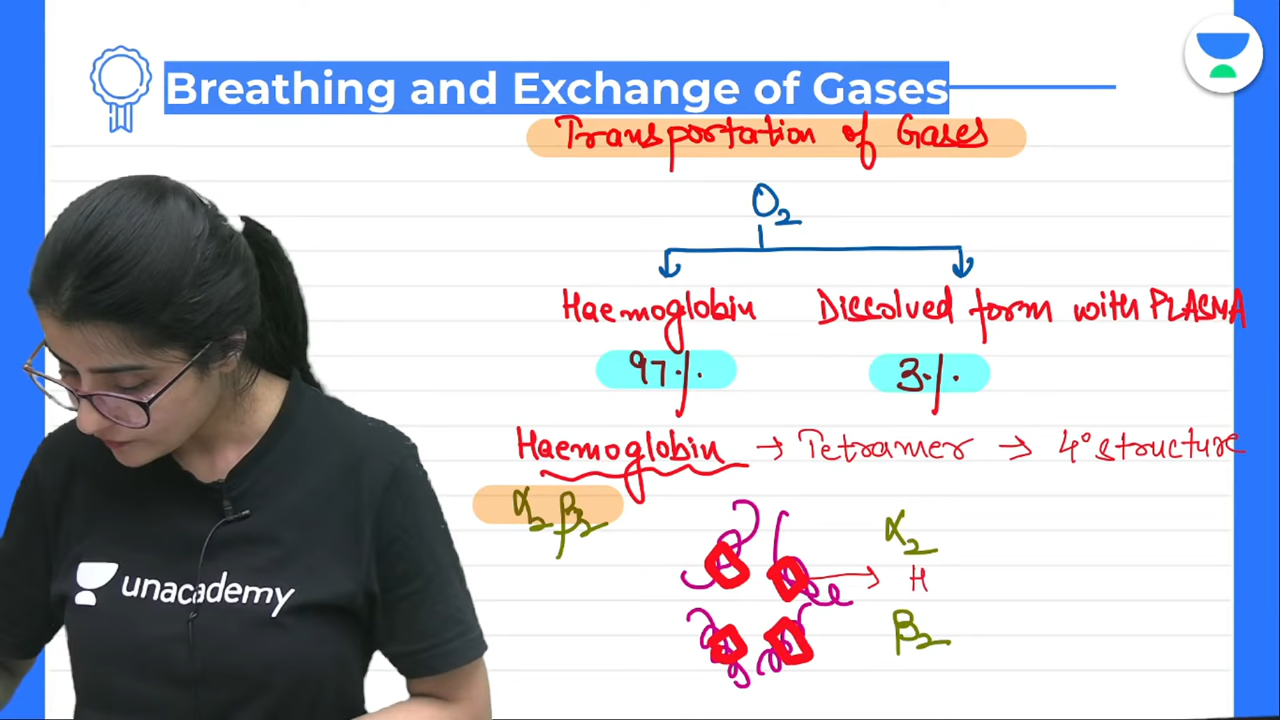 Breathing and Exchange of Gases
Transportation of Gases
O₂
Haemoglobin Dissolved form with PLASMA
97% 3%
Haemoglobin → Tetramer → 4° structure
α₂β₂
α₂
H
β₂
unacademy